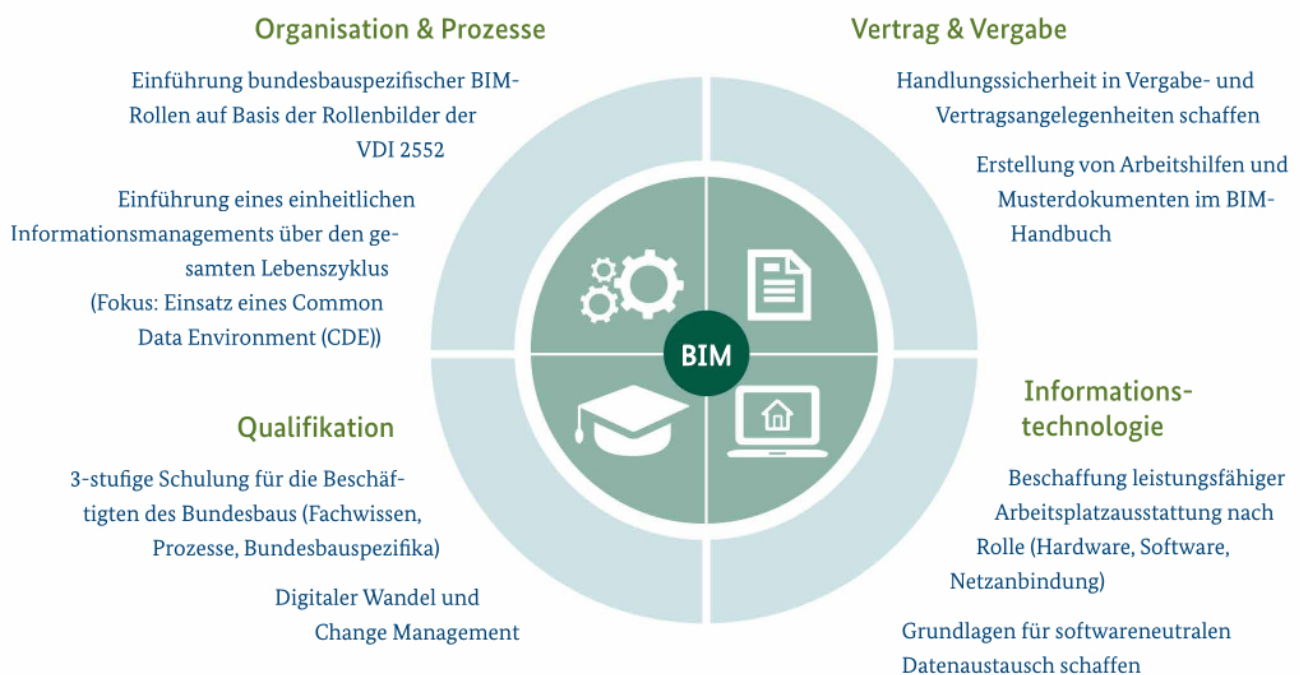 Organisation & Prozesse
Einführung bundesbauspezifischer BIM-
Rollen auf Basis der Rollenbilder der
VDI 2552
Einführung eines einheitlichen
Informationsmanagements über den ge-
samten Lebenszyklus
(Fokus: Einsatz eines Common
Data Environment (CDE))
Vertrag & Vergabe
Handlungssicherheit in Vergabe- und
Vertragsangelegenheiten schaffen
Erstellung von Arbeitshilfen und
Musterdokumenten im BIM-
Handbuch
BIM
Qualifikation
3-stufige Schulung für die Beschäf-
tigten des Bundesbaus (Fachwissen,
Prozesse, Bundesbauspezifika)
Digitaler Wandel und
Change Management
Informations-
technologie
Beschaffung leistungsfähiger
Arbeitsplatzausstattung nach
Rolle (Hardware, Software,
Netzanbindung)
Grundlagen für softwareneutralen
Datenaustausch schaffen